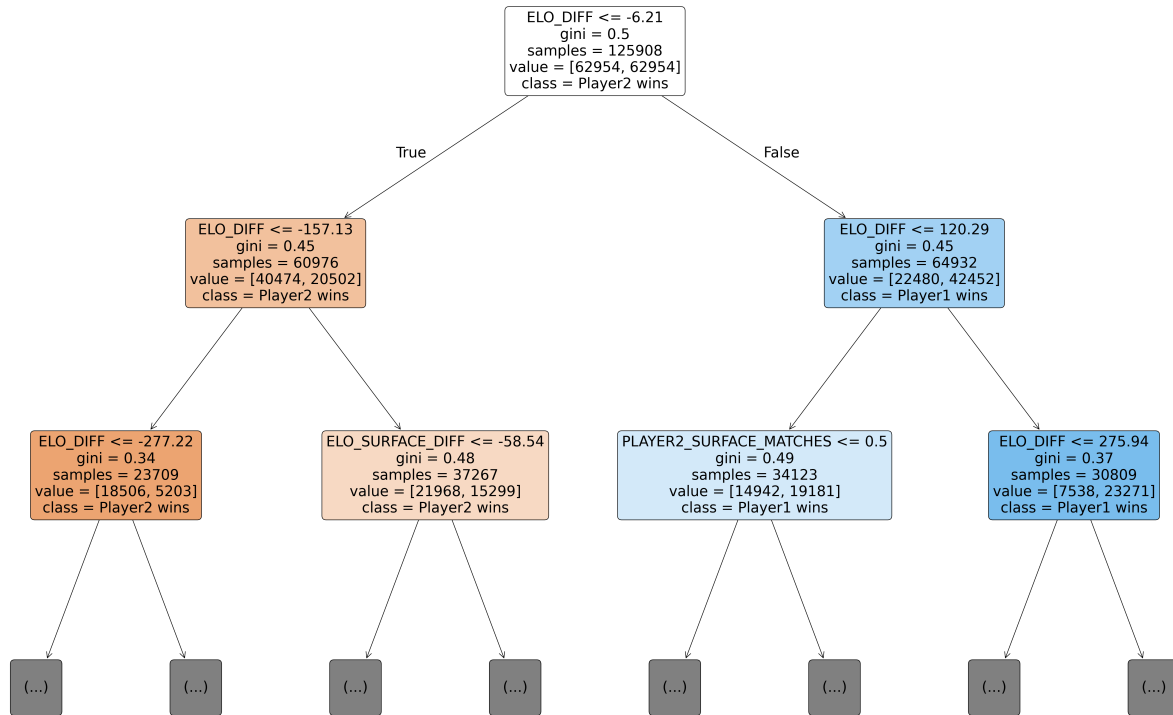 ELO_DIFF <= -6.21
gini = 0.5
samples = 125908
value = [62954, 62954]
class = Player2 wins
True
False
ELO_DIFF <= -157.13
gini = 0.45
samples = 60976
value = [40474, 20502]
class = Player2 wins
ELO_DIFF <= 120.29
gini = 0.45
samples = 64932
value = [22480, 42452]
class = Player1 wins
ELO_DIFF <= -277.22
gini = 0.34
samples = 23709
value = [18506, 5203]
class = Player2 wins
ELO_SURFACE_DIFF <= -58.54
gini = 0.48
samples = 37267
value = [21968, 15299]
class = Player2 wins
PLAYER2_SURFACE_MATCHES <= 0.5
gini = 0.49
samples = 34123
value = [14942, 19181]
class = Player1 wins
ELO_DIFF <= 275.94
gini = 0.37
samples = 30809
value = [7538, 23271]
class = Player1 wins
(...)
(...)
(...)
(...)
(...)
(...)
(...)
(...)